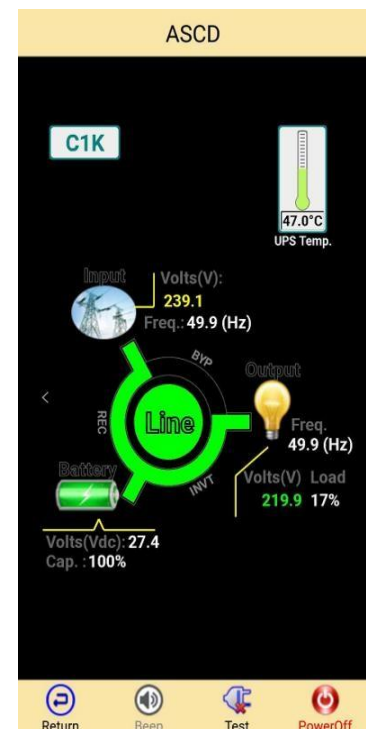 ASCD
C1K
47.0°C
UPS Temp.
Input
Volts(V):
239.1
Freq.: 49.9 (Hz)
BYP
Output
REC
Line
Freq.
49.9 (Hz)
Battery
INVT
Volts(V) Load
219.9 17%
Volts(Vdc): 27.4
Cap. : 100%
Return Beep Test PowerOff